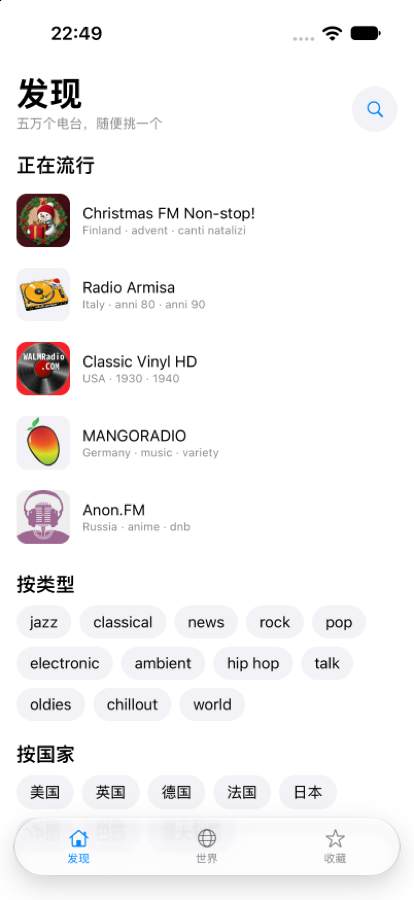 22:49
发现
五万个电台，随便挑一个
正在流行
Christmas FM Non-stop!
Finland · advent · canti natalizi
Radio Armisa
Italy · anni 80 · anni 90
WALMRadio
.COM
Classic Vinyl HD
USA · 1930 · 1940
MANGORADIO
Germany · music · variety
Anon.FM
Russia · anime · dnb
按类型
jazz classical news rock pop
electronic ambient hip hop talk
oldies chillout world
按国家
美国 英国 德国 法国 日本
发现 世界 收藏